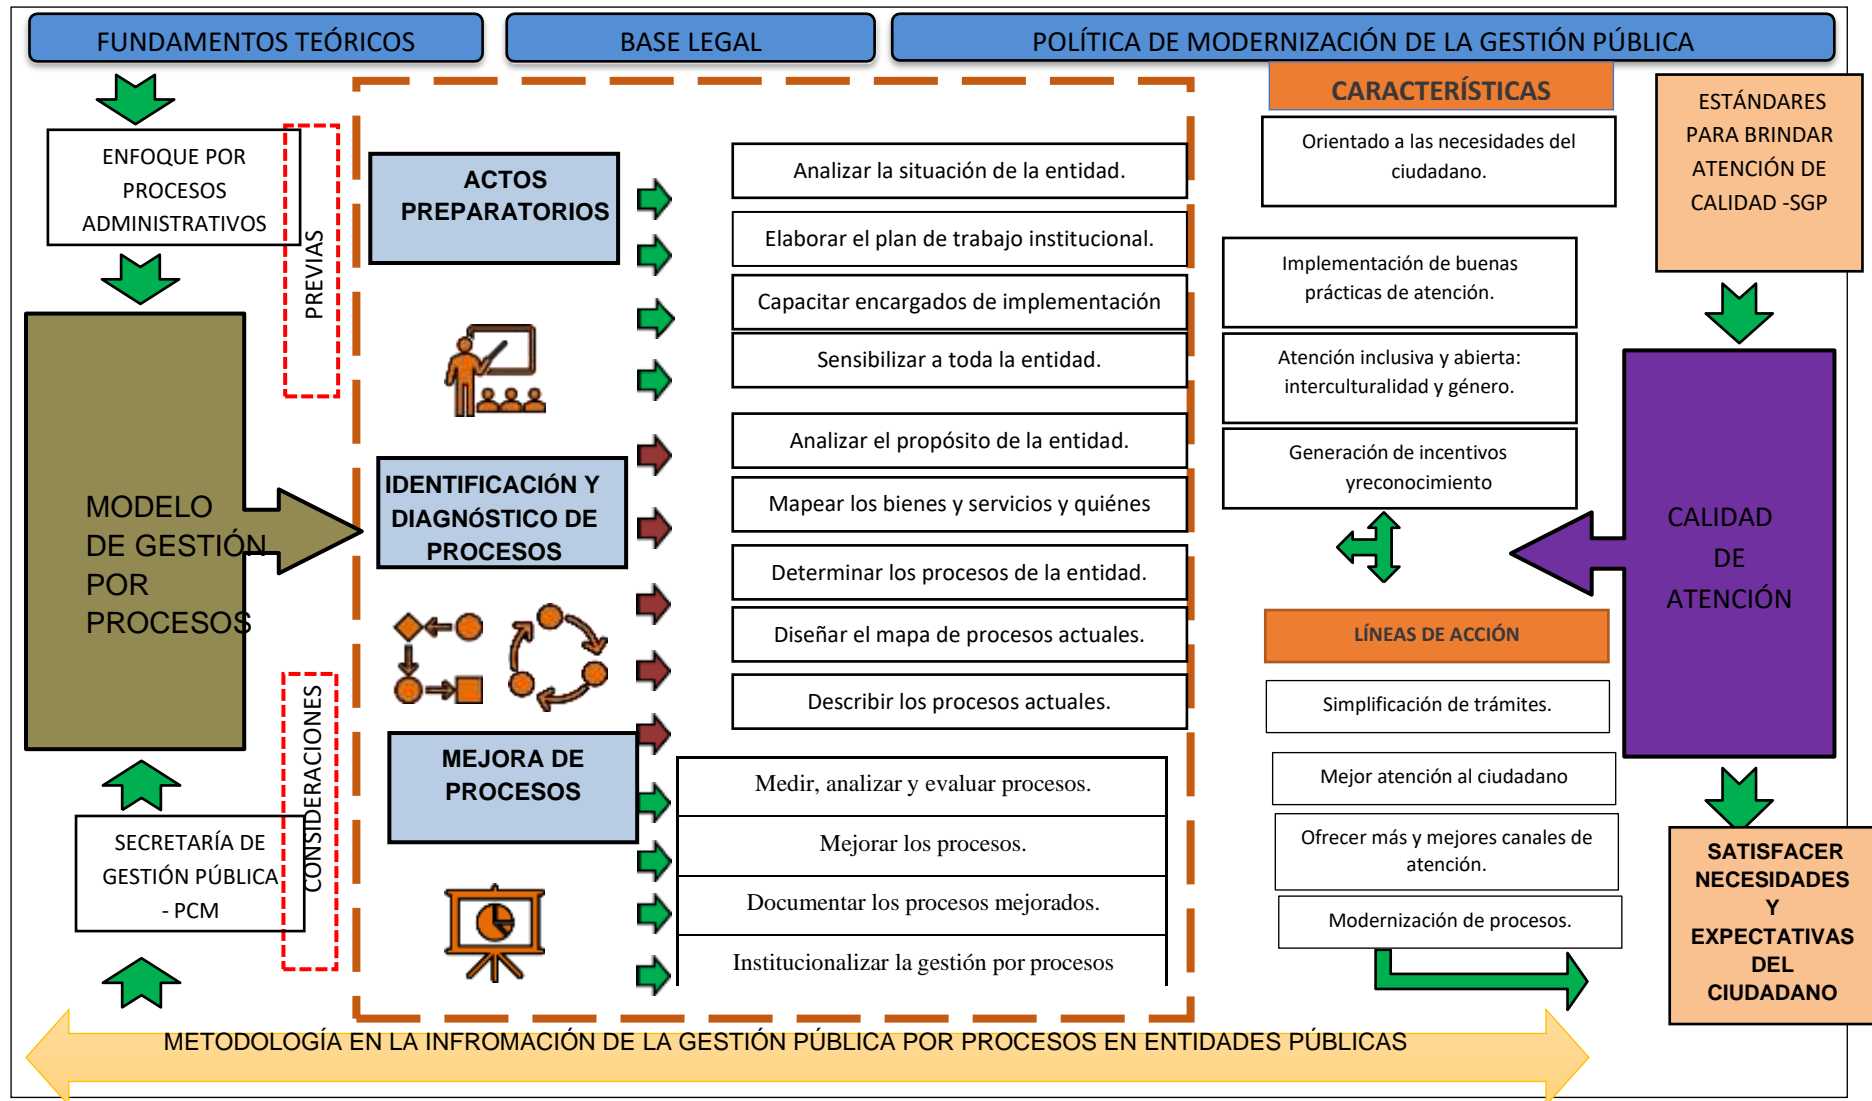 FUNDAMENTOS TEÓRICOS
BASE LEGAL
POLÍTICA DE MODERNIZACIÓN DE LA GESTIÓN PÚBLICA
ENFOQUE POR
PROCESOS
ADMINISTRATIVOS
PREVIAS
MODELO
DE GESTIÓN
POR
PROCESOS
CONSIDERACIONES
SECRETARÍA DE
GESTIÓN PÚBLICA
- PCM
ACTOS
PREPARATORIOS
Analizar la situación de la entidad.
Elaborar el plan de trabajo institucional.
Capacitar encargados de implementación
Sensibilizar a toda la entidad.
IDENTIFICACIÓN Y
DIAGNÓSTICO DE
PROCESOS
Analizar el propósito de la entidad.
Mapear los bienes y servicios y quiénes
Determinar los procesos de la entidad.
Diseñar el mapa de procesos actuales.
Describir los procesos actuales.
MEJORA DE
PROCESOS
Medir, analizar y evaluar procesos.
Mejorar los procesos.
Documentar los procesos mejorados.
Institucionalizar la gestión por procesos
CARACTERÍSTICAS
Orientado a las necesidades del
ciudadano.
Implementación de buenas
prácticas de atención.
Atención inclusiva y abierta:
interculturalidad y género.
Generación de incentivos
yreconocimiento
LÍNEAS DE ACCIÓN
Simplificación de trámites.
Mejor atención al ciudadano
Ofrecer más y mejores canales de
atención.
Modernización de procesos.
ESTÁNDARES
PARA BRINDAR
ATENCIÓN DE
CALIDAD -SGP
CALIDAD
DE
ATENCIÓN
SATISFACER
NECESIDADES
Y
EXPECTATIVAS
DEL
CIUDADANO
METODOLOGÍA EN LA INFROMACIÓN DE LA GESTIÓN PÚBLICA POR PROCESOS EN ENTIDADES PÚBLICAS